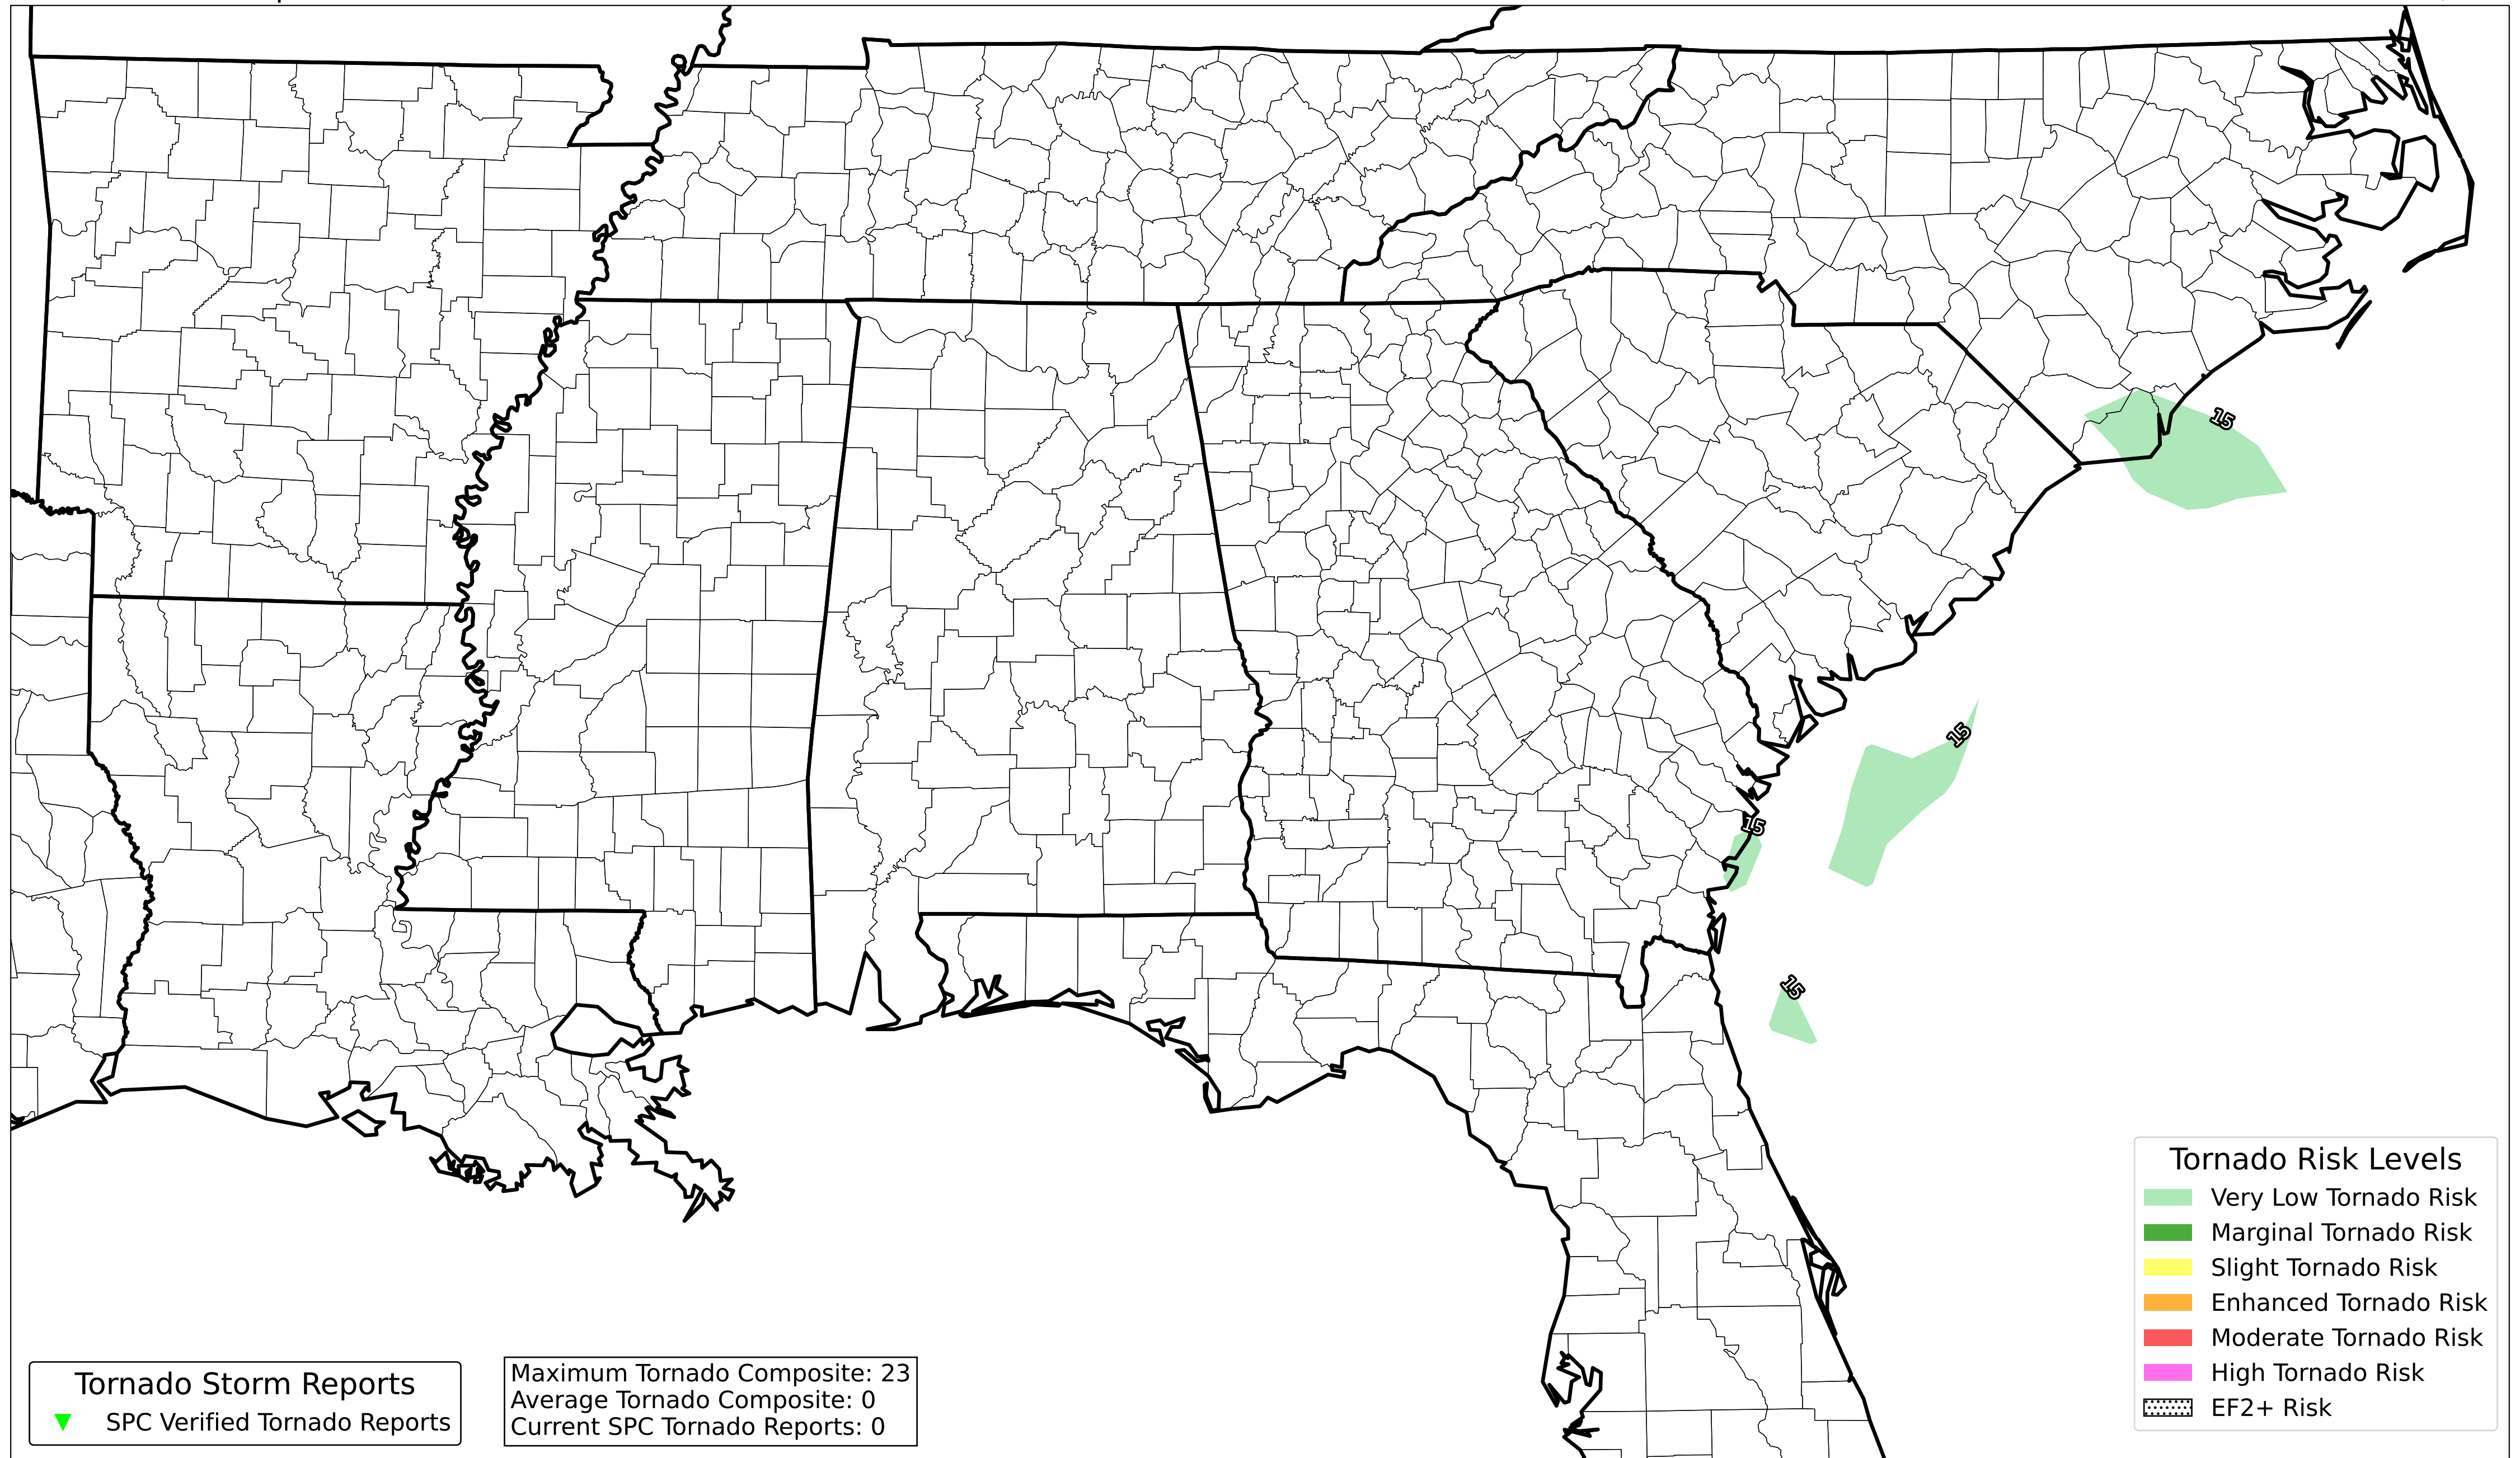 15
15
15
15
Tornado Risk Levels
Very Low Tornado Risk
Marginal Tornado Risk
Slight Tornado Risk
Enhanced Tornado Risk
Moderate Tornado Risk
High Tornado Risk
EF2+ Risk
Tornado Storm Reports
SPC Verified Tornado Reports
Maximum Tornado Composite: 23
Average Tornado Composite: 0
Current SPC Tornado Reports: 0